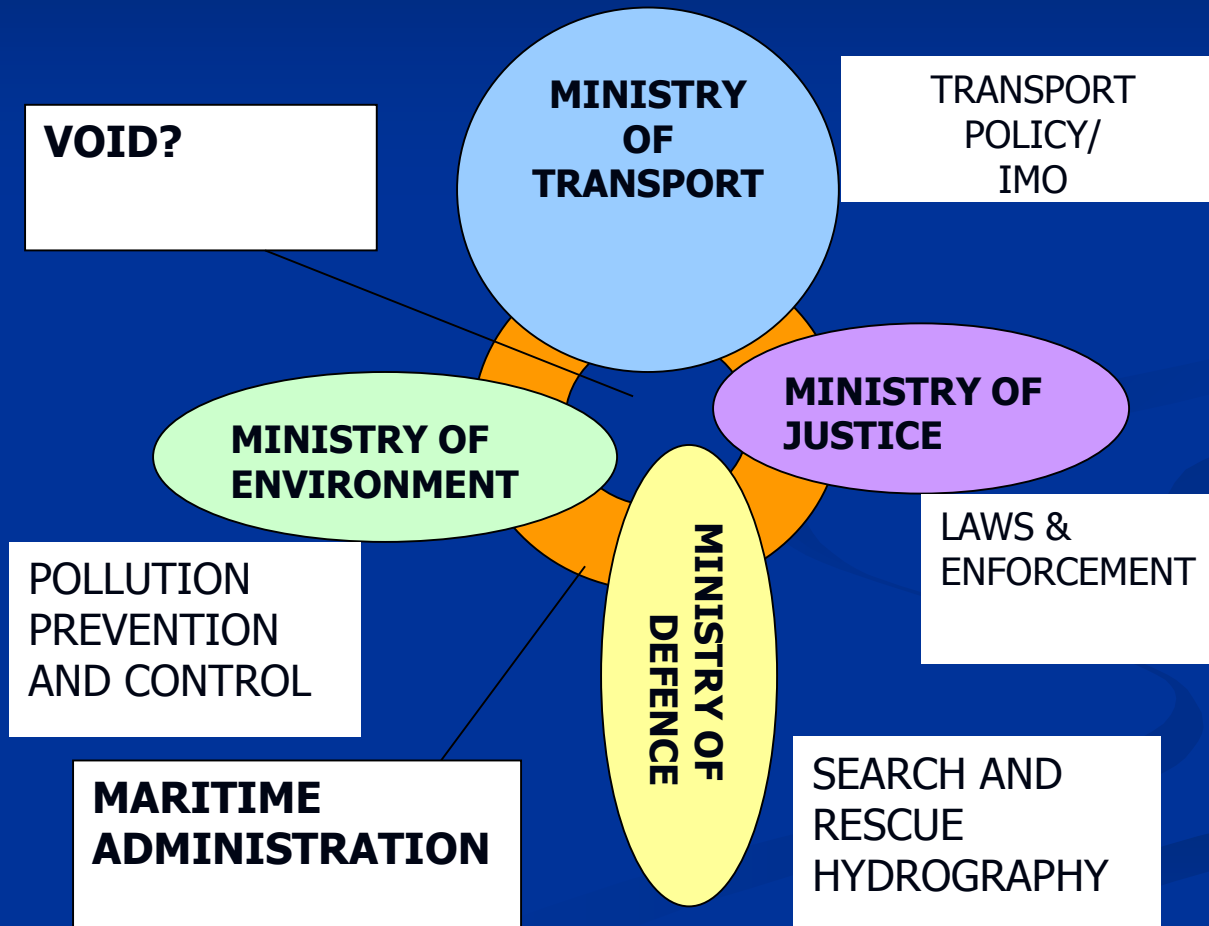 MINISTRY
OF
TRANSPORT
TRANSPORT
POLICY/
IMO
VOID?
MINISTRY OF
JUSTICE
MINISTRY OF
ENVIRONMENT
LAWS &
ENFORCEMENT
MINISTRY OF
DEFENCE
POLLUTION
PREVENTION
AND CONTROL
MARITIME
ADMINISTRATION
SEARCH AND
RESCUE
HYDROGRAPHY